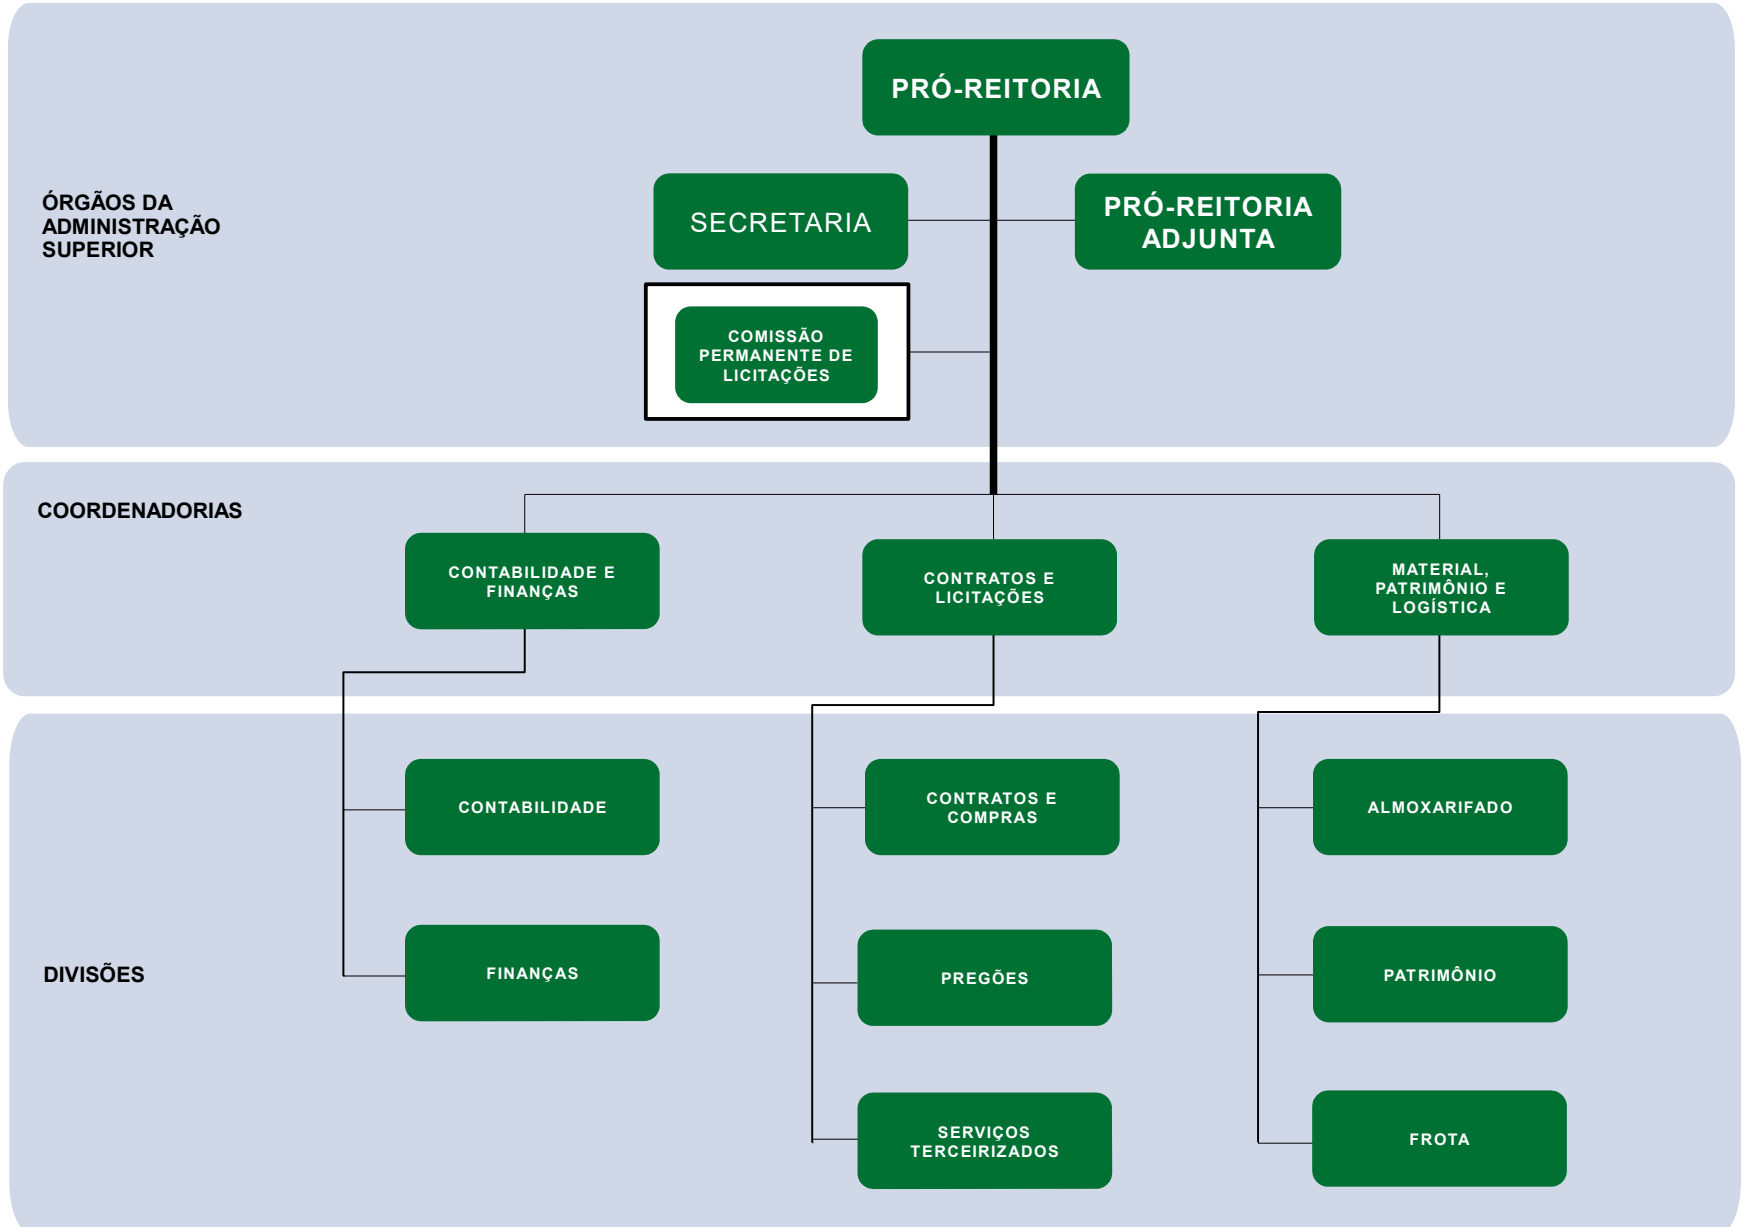 PRÓ-REITORIA
ÓRGÃOS DA
ADMINISTRAÇÃO
SUPERIOR
SECRETARIA
PRÓ-REITORIA
ADJUNTA
COMISSÃO
PERMANENTE DE
LICITAÇÕES
COORDENADORIAS
CONTABILIDADE E
FINANÇAS
CONTRATOS E
LICITAÇÕES
MATERIAL,
PATRIMÔNIO E
LOGÍSTICA
DIVISÕES
CONTABILIDADE
CONTRATOS E
COMPRAS
ALMOXARIFADO
FINANÇAS
PREGÕES
PATRIMÔNIO
SERVIÇOS
TERCEIRIZADOS
FROTA